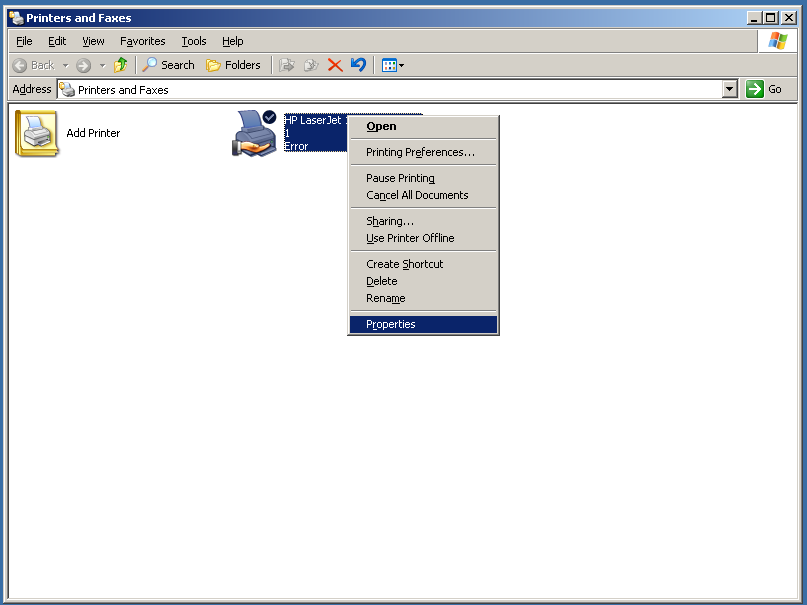 Printers and Faxes
File Edit View Favorites Tools Help
Back Search Folders
Address Printers and Faxes Go
Add Printer
HP LaserJet
1
Error
Open
Printing Preferences...
Pause Printing
Cancel All Documents
Sharing...
Use Printer Offline
Create Shortcut
Delete
Rename
Properties